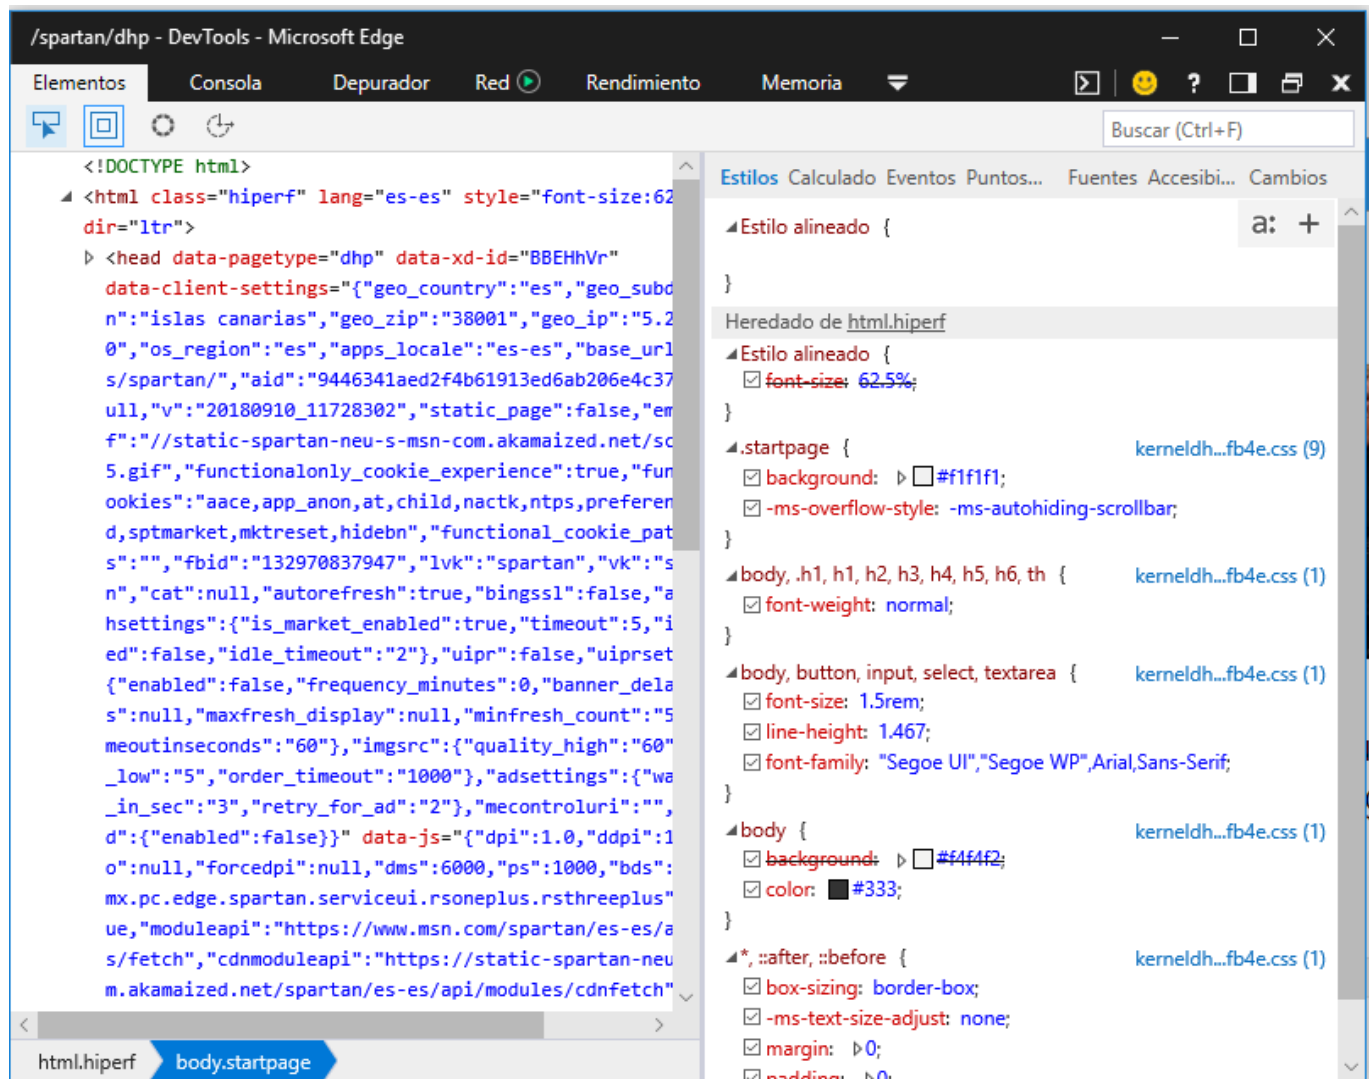 /spartan/dhp - DevTools - Microsoft Edge
Elementos Consola Depurador Red Rendimiento Memoria
?
Buscar (Ctrl+F)
<!DOCTYPE html>
<html class="hiperf" lang="es-es" style="font-size:62
dir="ltr">
<head data-pagetype="dhp" data-xd-id="BBEHhVr"
data-client-settings="{"geo_country":"es","geo_subd
n":"islas canarias","geo_zip":"38001","geo_ip":"5.2
0","os_region":"es","apps_locale":"es-es","base_url
s/spartan/","aid":"9446341aed2f4b61913ed6ab206e4c37
ull,"v":"20180910_11728302","static_page":false,"em
f":"//static-spartan-neu-s-msn-com.akamaized.net/sc
5.gif","functionalonly_cookie_experience":true,"fun
ookies":"aace,app_anon,at,child,nactk,ntps,preferen
d,sptmarket,mktreset,hidebn","functional_cookie_pat
s":"","fbid":"132970837947","lvk":"spartan","vk":"s
n","cat":null,"autorefresh":true,"bingssl":false,"a
hsettings":{"is_market_enabled":true,"timeout":5,"i
ed":false,"idle_timeout":"2"},"uipr":false,"uiprset
{"enabled":false,"frequency_minutes":0,"banner_dela
s":null,"maxfresh_display":null,"minfresh_count":"5
meoutinseconds":"60"},"imgsrc":{"quality_high":"60"
_low":"5","order_timeout":"1000"},"adsettings":{"wa
_in_sec":"3","retry_for_ad":"2"},"mecontroluri":"",
d":{"enabled":false}}" data-js="{"dpi":1.0,"ddpi":1
o":null,"forcedpi":null,"dms":6000,"ps":1000,"bds":
mx.pc.edge.spartan.serviceui.rsoneplus.rsthreeplus"
ue,"moduleapi":"https://www.msn.com/spartan/es-es/a
s/fetch","cdnmoduleapi":"https://static-spartan-neu
m.akamaized.net/spartan/es-es/api/modules/cdnfetch"
html.hiperf body.startpage
Estilos Calculado Eventos Puntos... Fuentes Accesibi... Cambios
Estilo alineado {
a: +
}
Heredado de html.hiperf
Estilo alineado {
font-size: 62.5%;
}
.startpage { kerneldh...fb4e.css (9)
background: #f1f1f1;
-ms-overflow-style: -ms-autohiding-scrollbar;
}
body, .h1, h1, h2, h3, h4, h5, h6, th { kerneldh...fb4e.css (1)
font-weight: normal;
}
body, button, input, select, textarea { kerneldh...fb4e.css (1)
font-size: 1.5rem;
line-height: 1.467;
font-family: "Segoe UI","Segoe WP",Arial,Sans-Serif;
}
body { kerneldh...fb4e.css (1)
background: #f4f4f2;
color: #333;
}
*, ::after, ::before { kerneldh...fb4e.css (1)
box-sizing: border-box;
-ms-text-size-adjust: none;
margin: 0;
padding: 0;